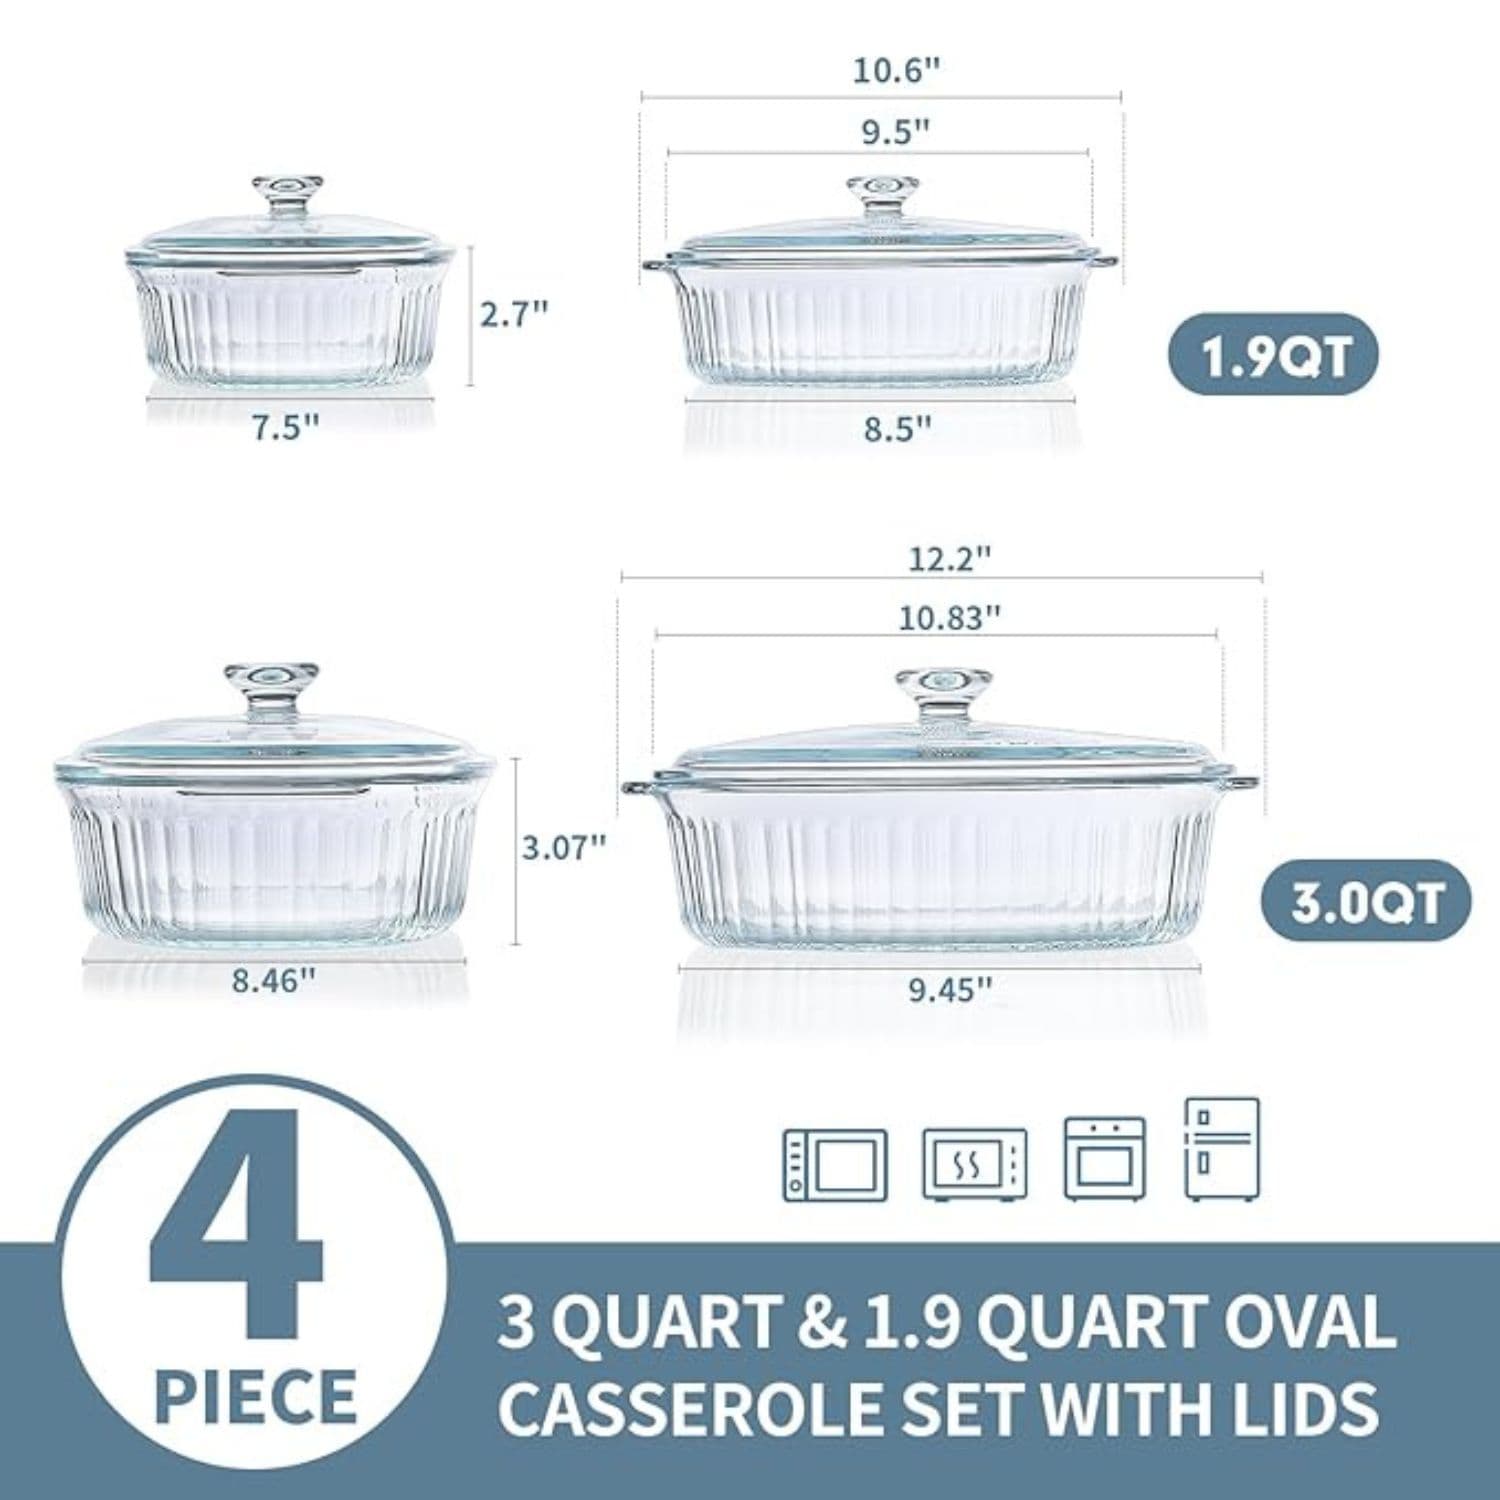 10.6"
9.5"
2.7"
1.9QT
7.5"
8.5"
12.2"
10.83"
3.07"
3.0QT
8.46"
9.45"
4
PIECE
3 QUART & 1.9 QUART OVAL
CASSEROLE SET WITH LIDS